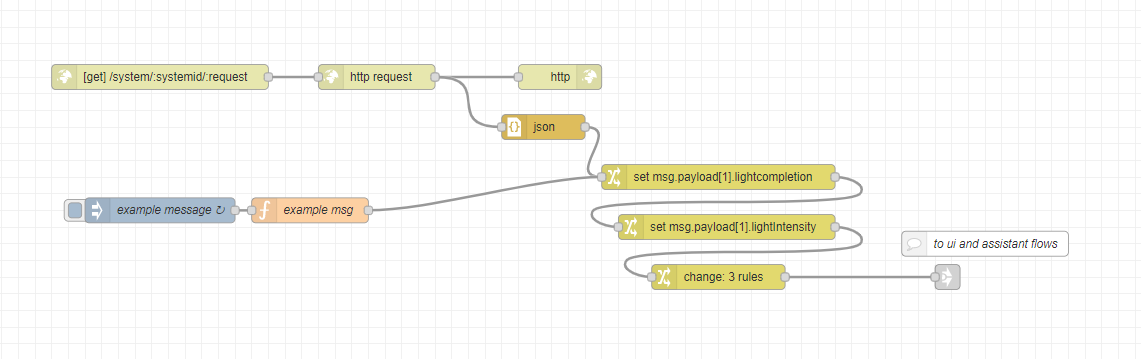 [get] /system/:systemid/:request
http request
http
json
set msg.payload[1].lightcompletion
example message ↻
example msg
set msg.payload[1].lightIntensity
to ui and assistant flows
change: 3 rules